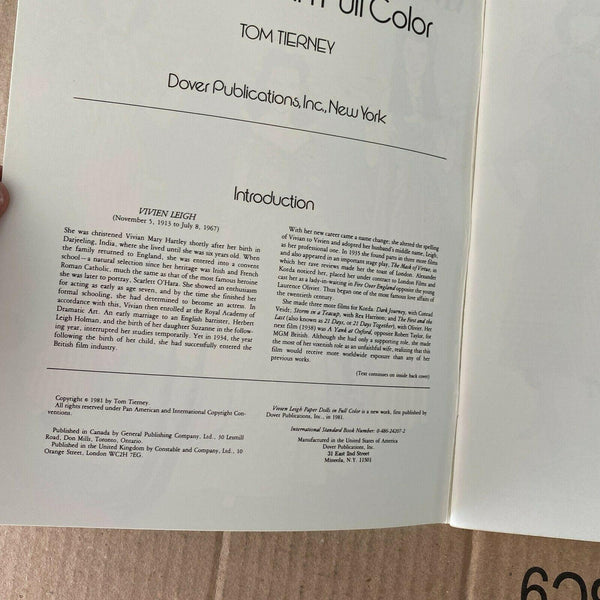 Full Color
TOM TIERNEY
Dover Publications, Inc., New York
Introduction
VIVIEN LEIGH
(November 5, 1913 to July 8, 1967)
She was christened Vivian Mary Hartley shortly after her birth in
Darjeeling, India, where she lived until she was six years old. When
the family returned to England, she was entered into a convent
school—a natural selection since her heritage was Irish and French
Roman Catholic, much the same as that of the most famous heroine
she was later to portray, Scarlett O'Hara. She showed an enthusiasm
for acting as early as age seven, and by the time she finished her
formal schooling, she had determined to become an actress. In
accordance with this, Vivian then enrolled at the Royal Academy of
Dramatic Art. An early marriage to an English barrister, Herbert
Leigh Holman, and the birth of her daughter Suzanne in the follow-
ing year, interrupted her studies temporarily. Yet in 1934, the year
following the birth of her child, she had successfully entered the
British film industry.
With her new career came a name change; she altered the spelling
of Vivian to Vivien and adopted her husband's middle name, Leigh,
as her professional one. In 1935 she found parts in three more films
and also appeared in an important stage play, The Mask of Virtue, in
which her rave reviews made her the toast of London. Alexander
Korda noticed her, placed her under contract to London Film and
cast her as a lady-in-waiting in Fire Over England opposite the young
Laurence Olivier. Thus began one of the most famous love affairs of
the twentieth century.
She made three more films for Korda: Dark Journey, with Conrad
Veidt; Storm in a Teacup, with Rex Harrison; and The First and the
Last (also known as 21 Days, or 21 Days Together), with Olivier. Her
next film (1938) was A Yank at Oxford, opposite Robert Taylor, for
MGM British. Although she had only a supporting role, she made
the most of her vixenish role as an unfaithful wife, realizing that this
film would receive more worldwide exposure than any of her
previous works.
(Text continues on inside back cover)
Copyright © 1981 by Tom Tierney.
All rights reserved under Pan American and International Copyright Con-
ventions.
Published in Canada by General Publishing Company, Ltd., 30 Lesmill
Road, Don Mills, Toronto, Ontario.
Published in the United Kingdom by Constable and Company, Ltd., 10
Orange Street, London WC2H 7EG.
Vivien Leigh Paper Dolls in Full Color is a new work, first published by
Dover Publications, Inc., in 1981.
International Standard Book Number: 0-486-24207-2
Manufactured in the United States of America
Dover Publications, Inc.
31 East 2nd Street
Mineola, N.Y. 11501